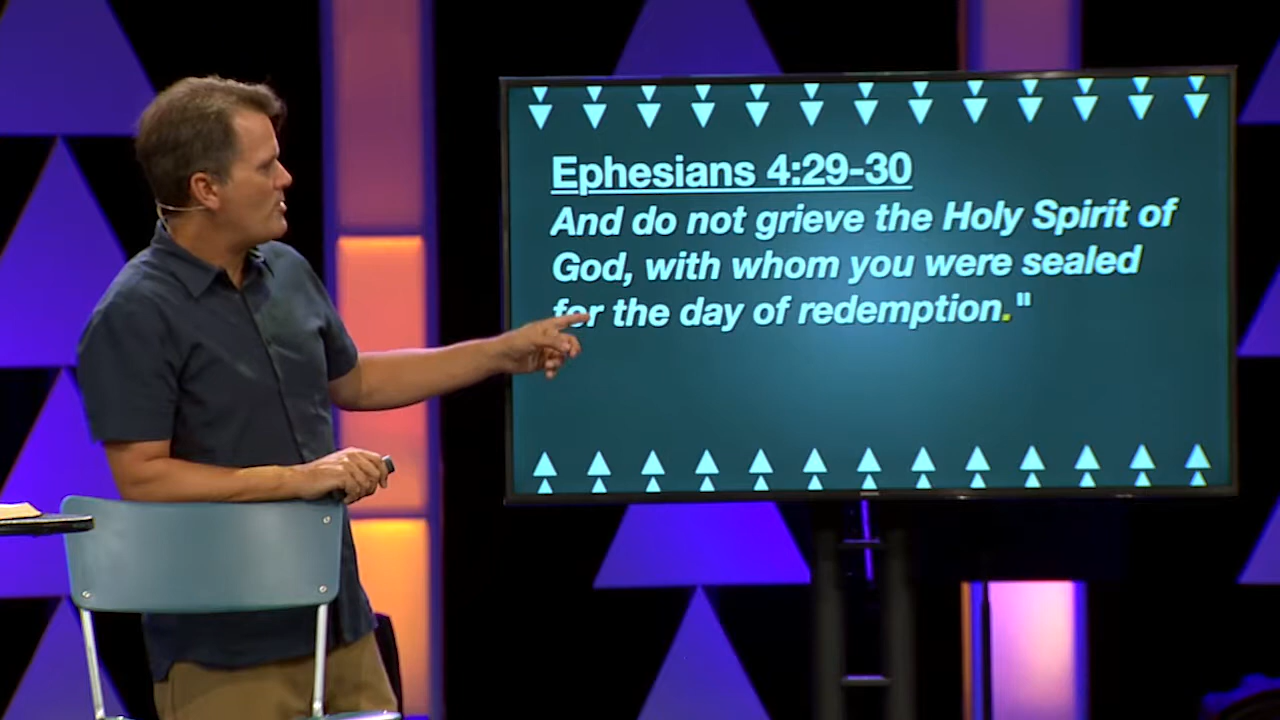 Ephesians 4:29-30
And do not grieve the Holy Spirit of
God, with whom you were sealed
for the day of redemption."